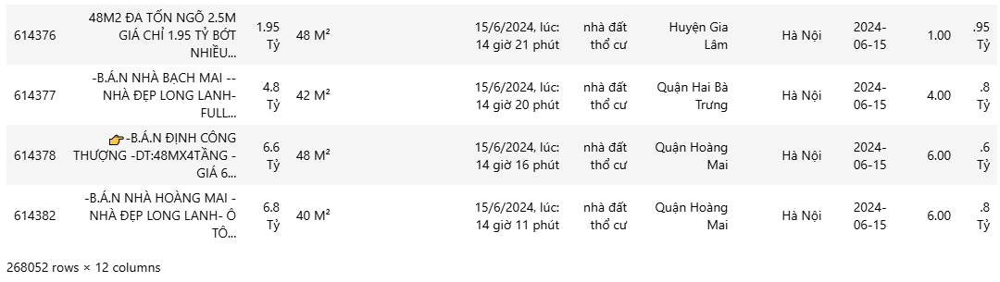 48M2 ĐA TỐN NGÕ 2.5M
614376 GIÁ CHỈ 1.95 TỶ BỚT NHIỀU... 1.95 Tỷ 48 M² 15/6/2024, lúc: 14 giờ 21 phút nhà đất thổ cư Huyện Gia Lâm Hà Nội 2024-06-15 1.00 .95 Tỷ
-B.Á.N NHÀ BẠCH MAI --
614377 NHÀ ĐẸP LONG LANH- FULL... 4.8 Tỷ 42 M² 15/6/2024, lúc: 14 giờ 20 phút nhà đất thổ cư Quận Hai Bà Trưng Hà Nội 2024-06-15 4.00 .8 Tỷ
👉-B.Á.N ĐỊNH CÔNG
614378 THƯỢNG -DT:48MX4TẦNG - GIÁ 6... 6.6 Tỷ 48 M² 15/6/2024, lúc: 14 giờ 16 phút nhà đất thổ cư Quận Hoàng Mai Hà Nội 2024-06-15 6.00 .6 Tỷ
-B.Á.N NHÀ HOÀNG MAI -
614382 NHÀ ĐẸP LONG LANH- Ô TÔ... 6.8 Tỷ 40 M² 15/6/2024, lúc: 14 giờ 11 phút nhà đất thổ cư Quận Hoàng Mai Hà Nội 2024-06-15 6.00 .8 Tỷ
268052 rows × 12 columns